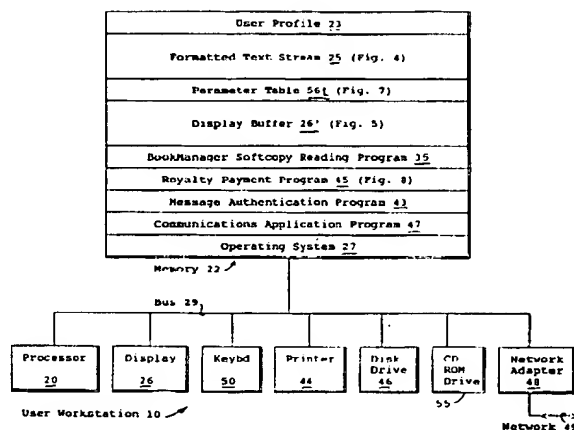 User Profile 23
Formatted Text Stream 25 (Fig. 4)
Parameter Table 56' (Fig. 7)
Display Buffer 26' (Fig. 5)
BookManager Softcopy Reading Program 35
Royalty Payment Program 45 (Fig. 8)
Message Authentication Program 43
Communications Application Program 47
Operating System 27
Memory 22
Bus 29
Processor
20
Display
26
Keybd
50
Printer
44
Disk
Drive
46
CD
ROM
Drive
55
Network
Adapter
48
User Workstation 10
Network 49